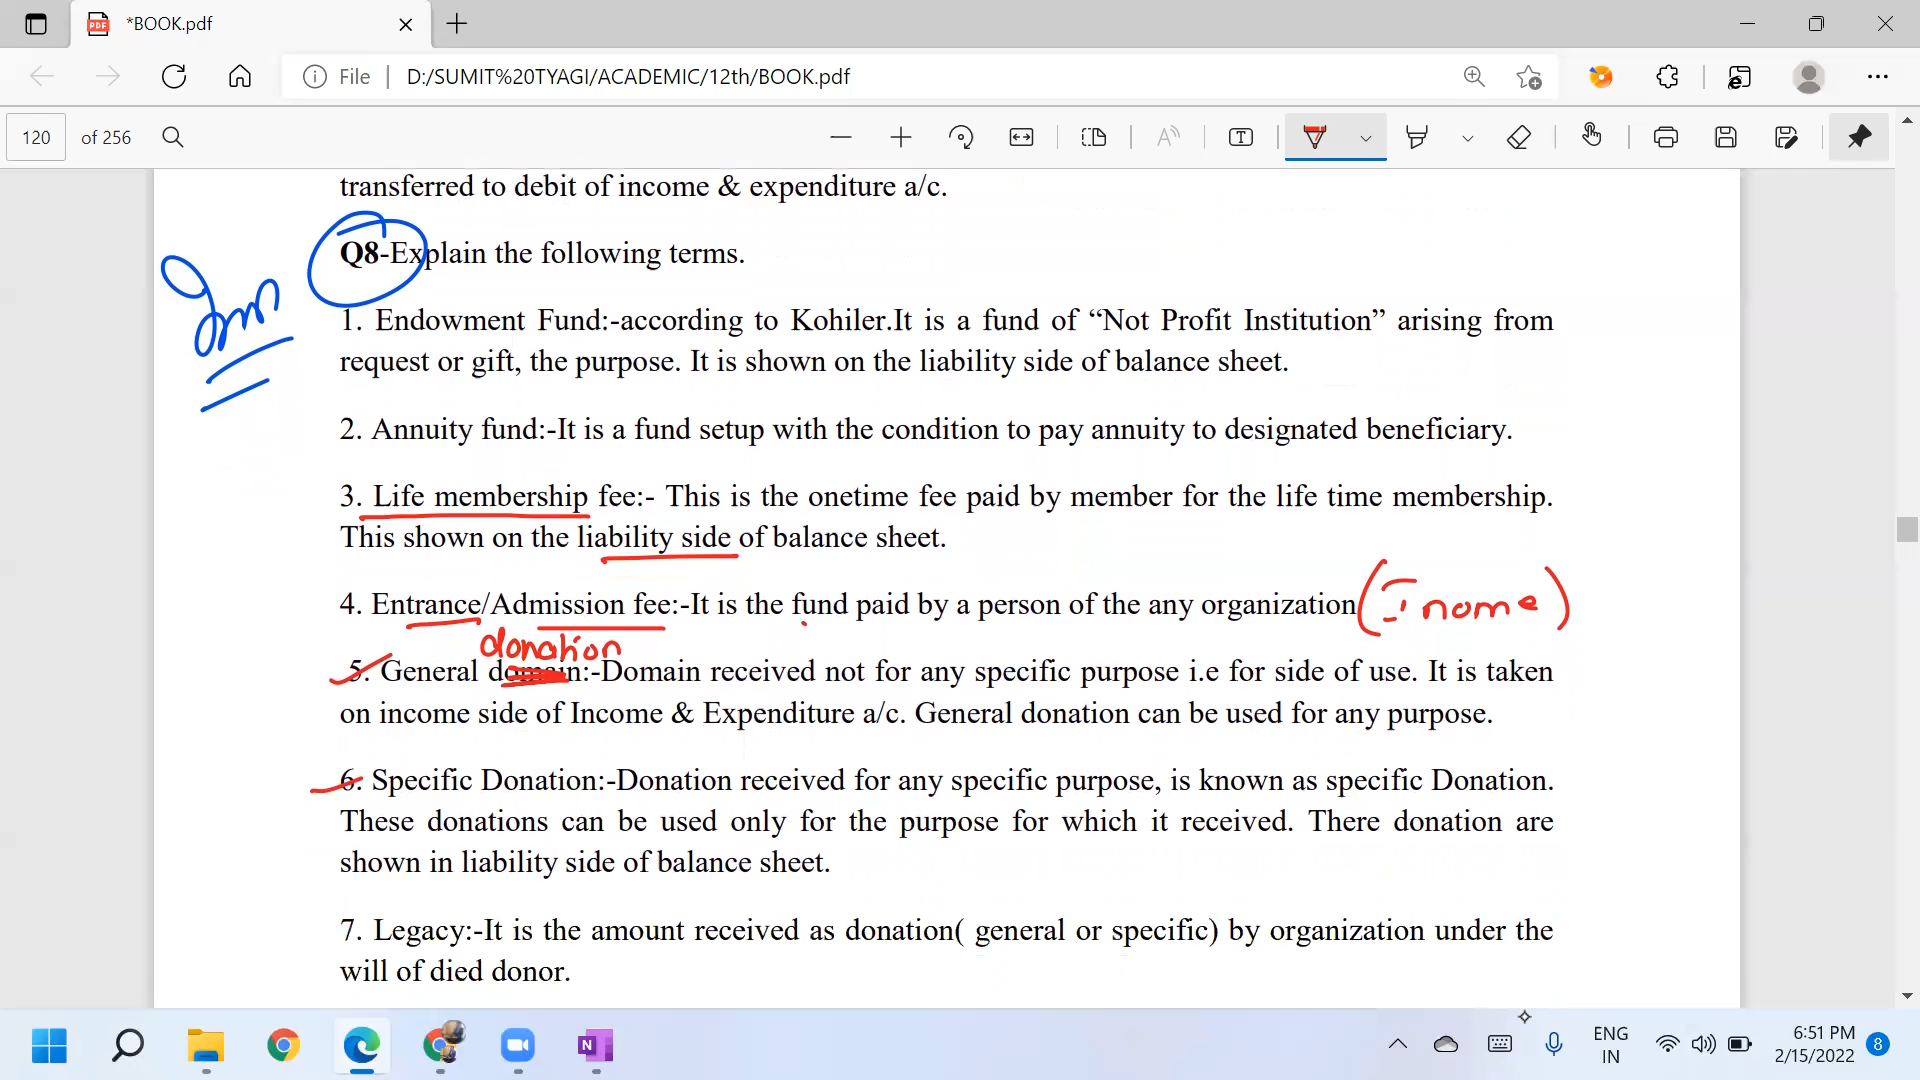 *BOOK.pdf
File
D:/SUMIT%20TYAGI/ACADEMIC/12th/BOOK.pdf
120 of 256
transferred to debit of income & expenditure a/c.
Q8-Explain the following terms.
Imp
1. Endowment Fund:-according to Kohiler.It is a fund of “Not Profit Institution” arising from
request or gift, the purpose. It is shown on the liability side of balance sheet.
2. Annuity fund:-It is a fund setup with the condition to pay annuity to designated beneficiary.
3. Life membership fee:- This is the onetime fee paid by member for the life time membership.
This shown on the liability side of balance sheet.
4. Entrance/Admission fee:-It is the fund paid by a person of the any organization (Inome)
donation
5. General domain:-Domain received not for any specific purpose i.e for side of use. It is taken
on income side of Income & Expenditure a/c. General donation can be used for any purpose.
6. Specific Donation:-Donation received for any specific purpose, is known as specific Donation.
These donations can be used only for the purpose for which it received. There donation are
shown in liability side of balance sheet.
7. Legacy:-It is the amount received as donation( general or specific) by organization under the
will of died donor.
ENG
IN
6:51 PM
2/15/2022
8